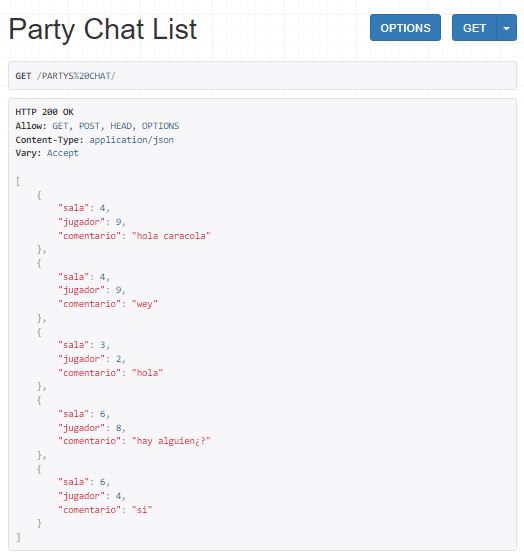 Party Chat List
OPTIONS
GET
GET /PARTYS%20CHAT/
HTTP 200 OK
Allow: GET, POST, HEAD, OPTIONS
Content-Type: application/json
Vary: Accept
[
    {
        "sala": 4,
        "jugador": 9,
        "comentario": "hola caracola"
    },
    {
        "sala": 4,
        "jugador": 9,
        "comentario": "wey"
    },
    {
        "sala": 3,
        "jugador": 2,
        "comentario": "hola"
    },
    {
        "sala": 6,
        "jugador": 8,
        "comentario": "hay alguien¿?"
    },
    {
        "sala": 6,
        "jugador": 4,
        "comentario": "si"
    }
]